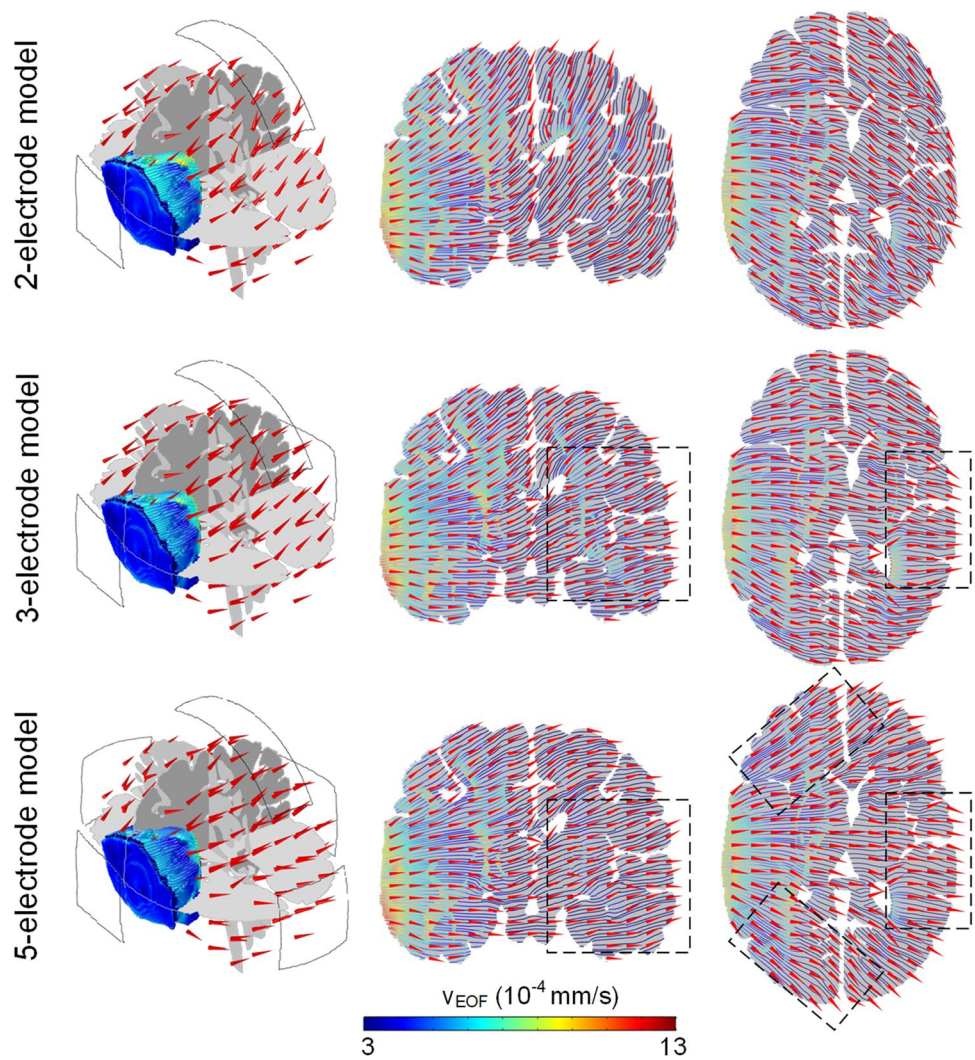 2-electrode model
3-electrode model
5-electrode model
VEOF (10-4 mm/s)
3
13